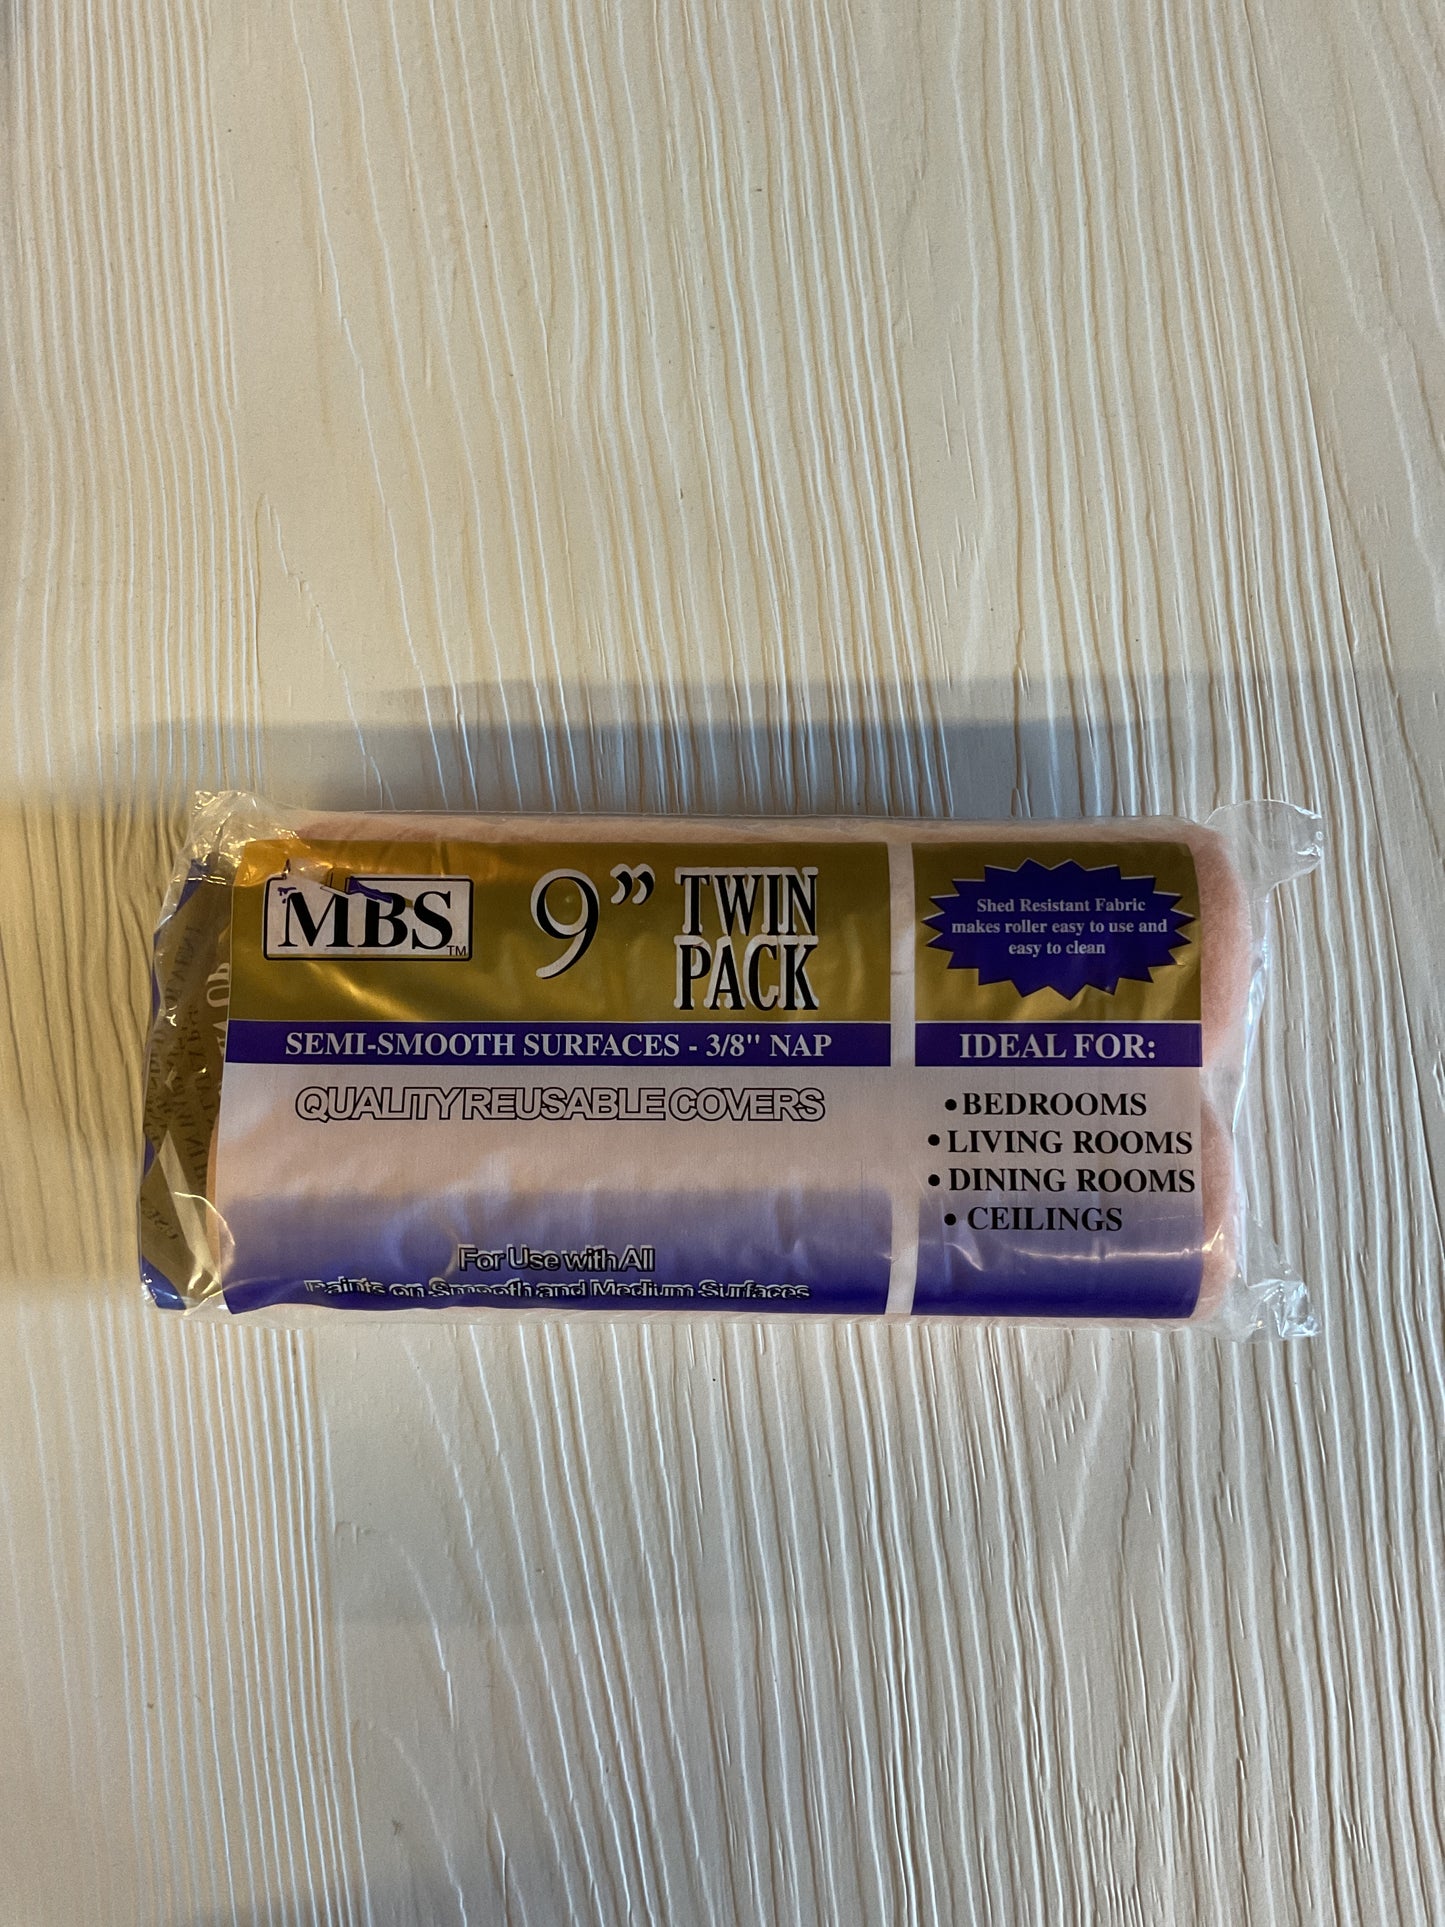 MBS
TM
9” TWIN
PACK
SEMI-SMOOTH SURFACES - 3/8" NAP
QUALITY REUSABLE COVERS
For Use with All
Paints on Smooth and Medium Surfaces
Shed Resistant Fabric
makes roller easy to use and
easy to clean
IDEAL FOR:
• BEDROOMS
• LIVING ROOMS
• DINING ROOMS
• CEILINGS